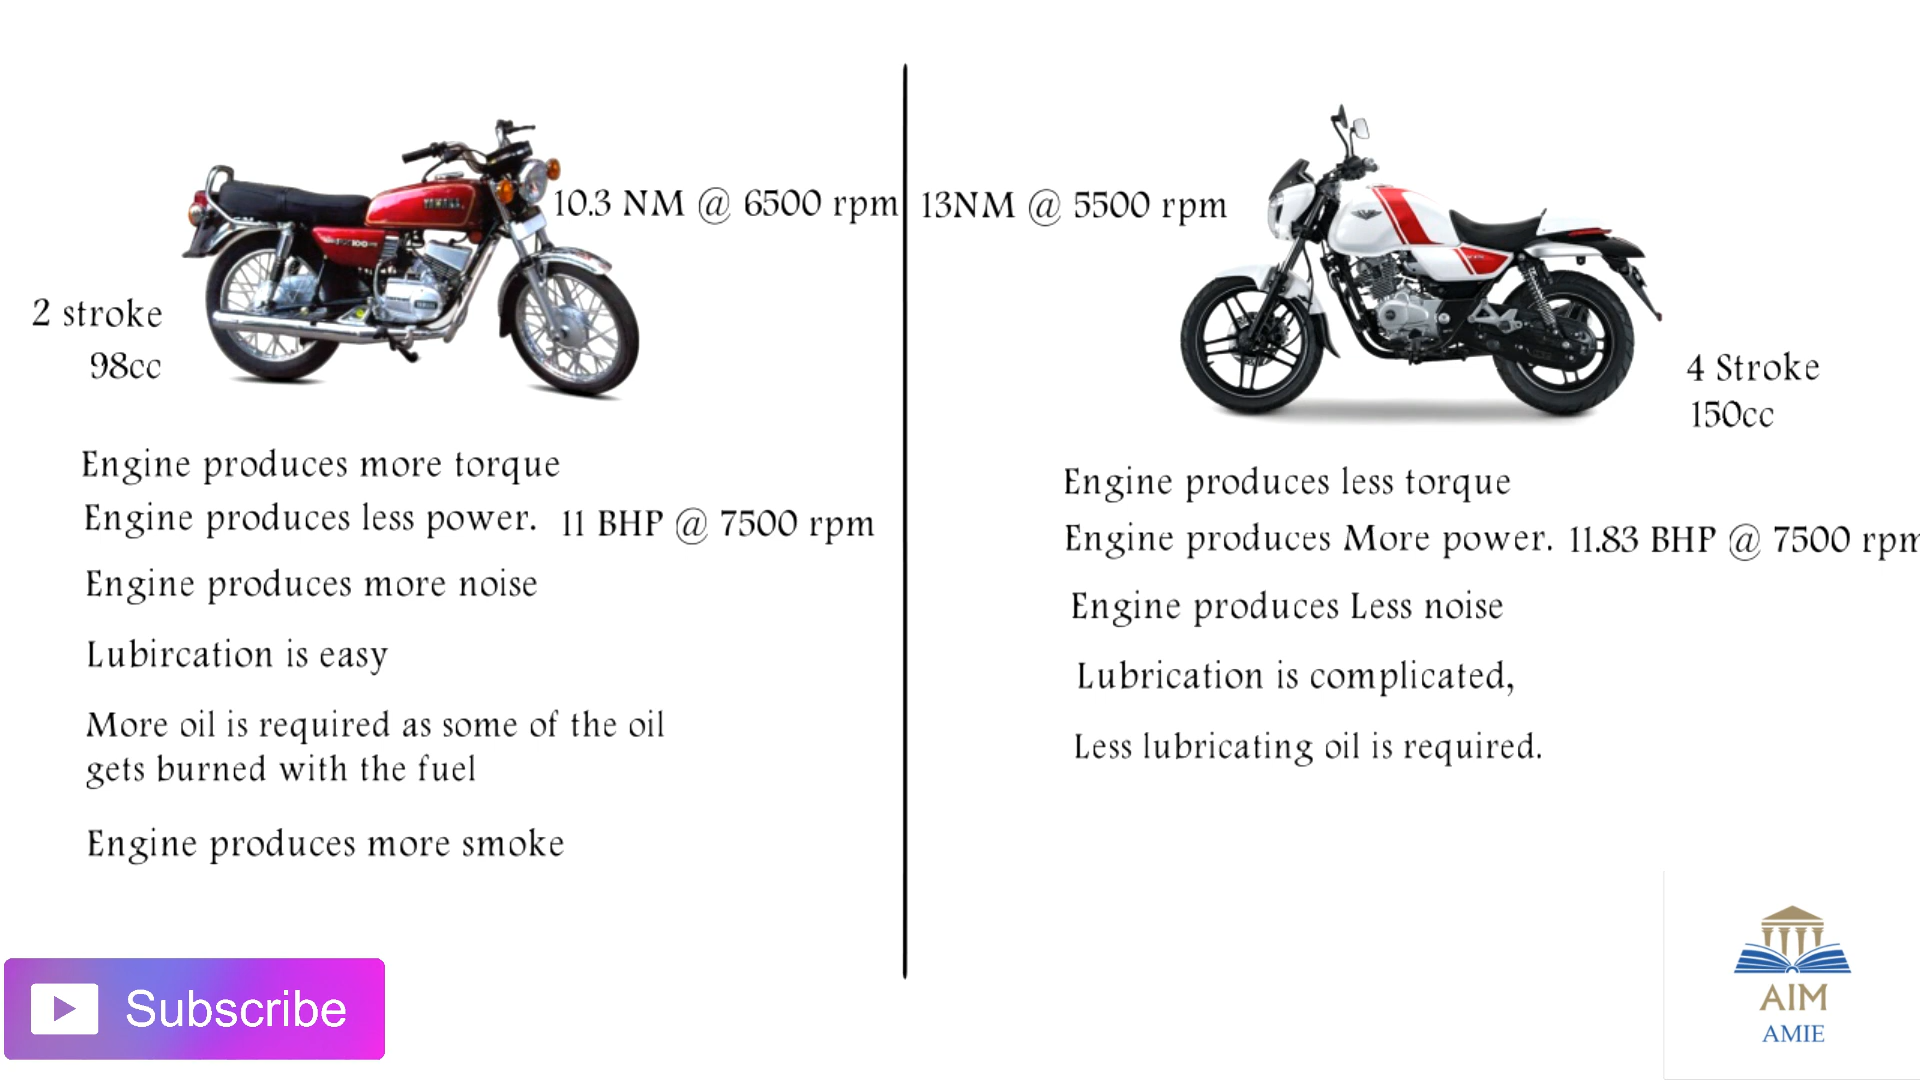 10.3 NM @ 6500 rpm
2 stroke
98cc
YAMAHA
Engine produces more torque
Engine produces less power. 11 BHP @ 7500 rpm
Engine produces more noise
Lubircation is easy
More oil is required as some of the oil
gets burned with the fuel
Engine produces more smoke
13NM @ 5500 rpm
4 Stroke
150cc
Engine produces less torque
Engine produces More power. 11.83 BHP @ 7500 rpm
Engine produces Less noise
Lubrication is complicated,
Less lubricating oil is required.
Subscribe
AIM
AMIE